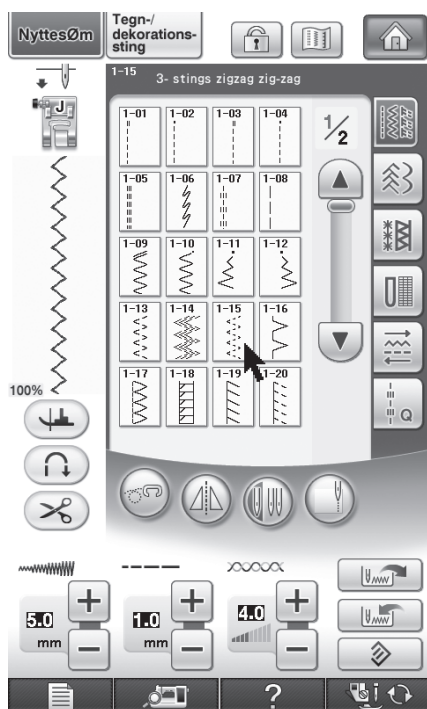 NyttesØm
Tegn-/
dekorations-
sting
J
1-15
3- stings zigzag zig-zag
1-01 1-02 1-03 1-04
1/2
1-05 1-06 1-07 1-08
1-09 1-10 1-11 1-12
1-13 1-14 1-15 1-16
1-17 1-18 1-19 1-20
Q
100%
5.0
mm
1.0
mm
4.0
?